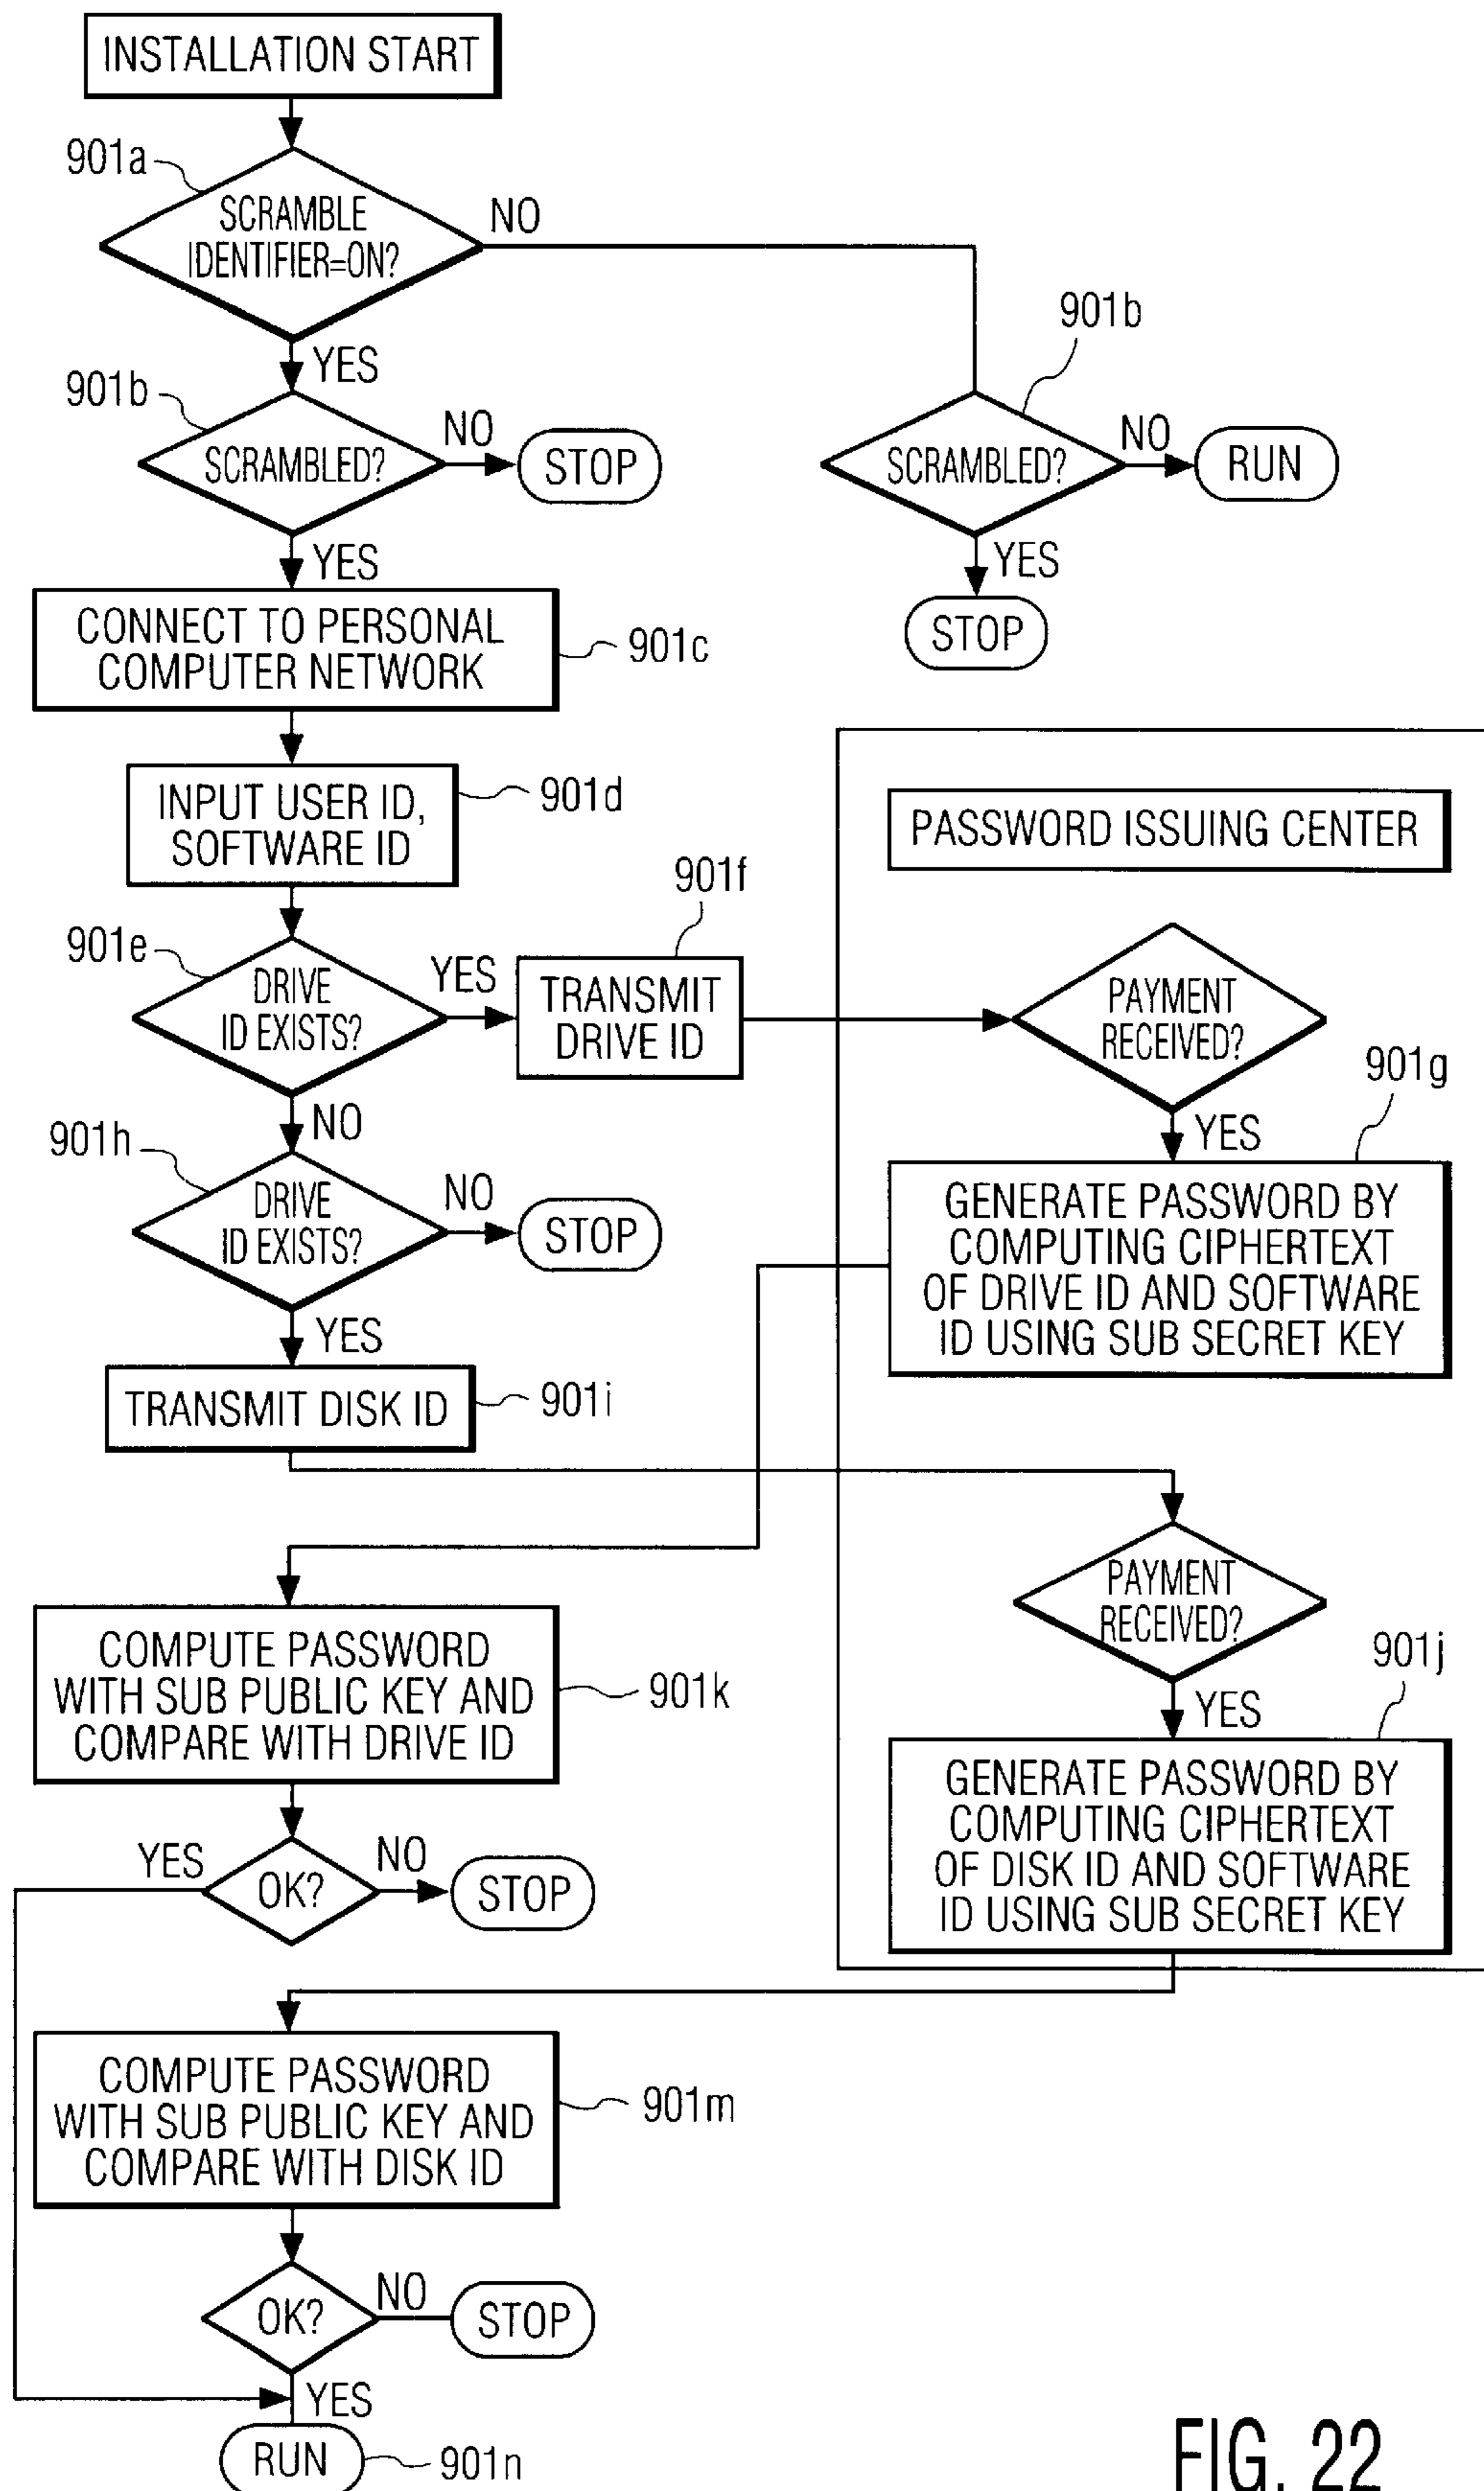 INSTALLATION START
901a
SCRAMBLE
IDENTIFIER=ON?
NO
YES
901b
SCRAMBLED?
NO
STOP
YES
901b
SCRAMBLED?
NO
RUN
YES
STOP
CONNECT TO PERSONAL
COMPUTER NETWORK
901c
INPUT USER ID,
SOFTWARE ID
901d
PASSWORD ISSUING CENTER
901e
DRIVE
ID EXISTS?
YES
901f
TRANSMIT
DRIVE ID
PAYMENT
RECEIVED?
YES
901g
GENERATE PASSWORD BY
COMPUTING CIPHERTEXT
OF DRIVE ID AND SOFTWARE
ID USING SUB SECRET KEY
NO
901h
DRIVE
ID EXISTS?
NO
STOP
YES
TRANSMIT DISK ID
901i
PAYMENT
RECEIVED?
YES
901j
GENERATE PASSWORD BY
COMPUTING CIPHERTEXT
OF DISK ID AND SOFTWARE
ID USING SUB SECRET KEY
COMPUTE PASSWORD
WITH SUB PUBLIC KEY AND
COMPARE WITH DRIVE ID
901k
YES
OK?
NO
STOP
COMPUTE PASSWORD
WITH SUB PUBLIC KEY AND
COMPARE WITH DISK ID
901m
OK?
NO
STOP
YES
RUN
901n
FIG. 22